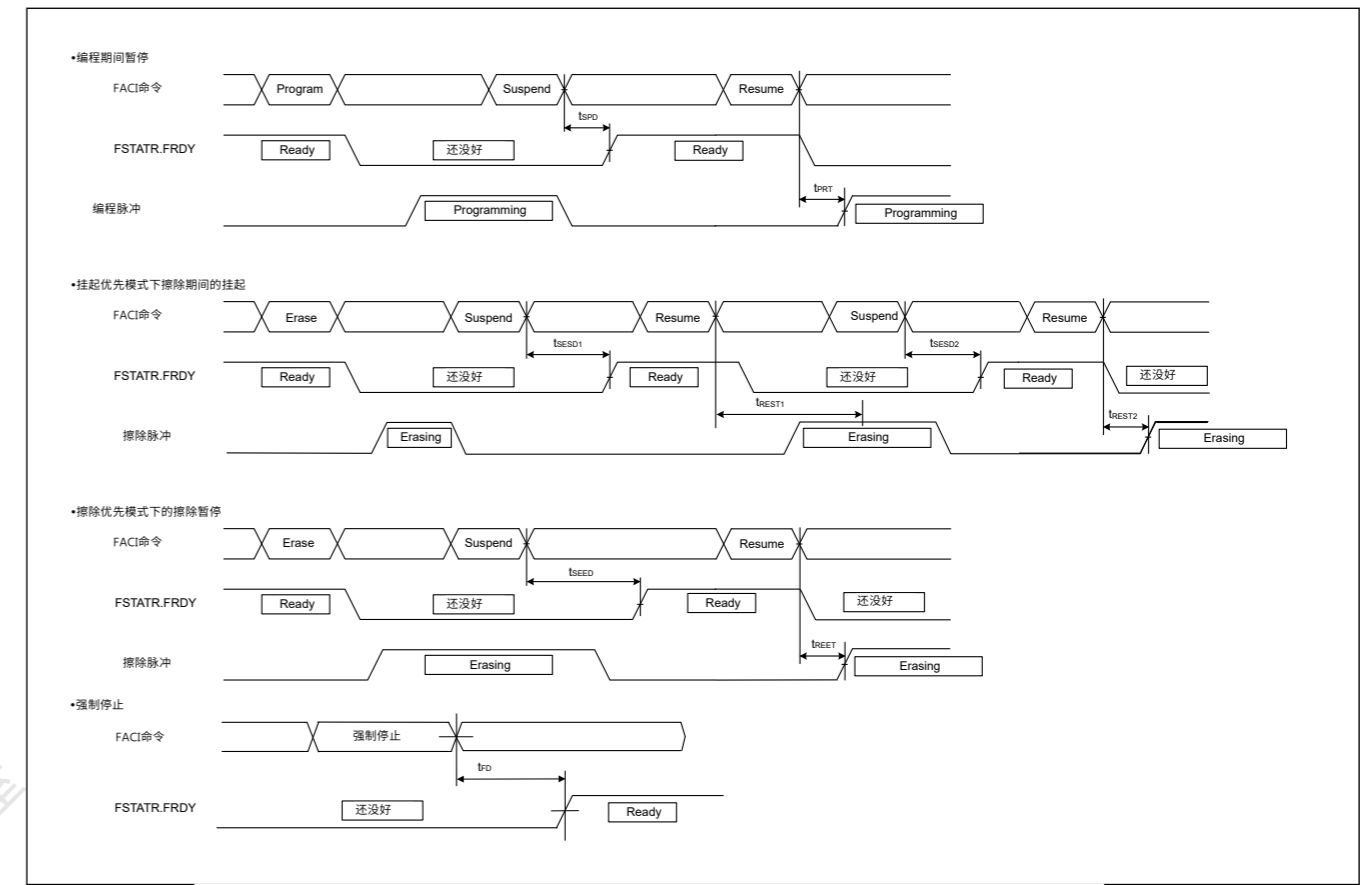 •编程期间暂停
FACI命令 Program Suspend Resume
tSPD
FSTATR.FRDY Ready 还没好 Ready
tPRT
编程脉冲 Programming Programming
•挂起优先模式下擦除期间的挂起
FACI命令 Erase Suspend Resume Suspend Resume
tSESD1 tSESD2
FSTATR.FRDY Ready 还没好 Ready 还没好 Ready 还没好
tREST1 tREST2
擦除脉冲 Erasing Erasing Erasing
•擦除优先模式下的擦除暂停
FACI命令 Erase Suspend Resume
tSEED
FSTATR.FRDY Ready 还没好 Ready 还没好
tREET
擦除脉冲 Erasing Erasing
•强制停止
FACI命令 强制停止
tFD
FSTATR.FRDY 还没好 Ready